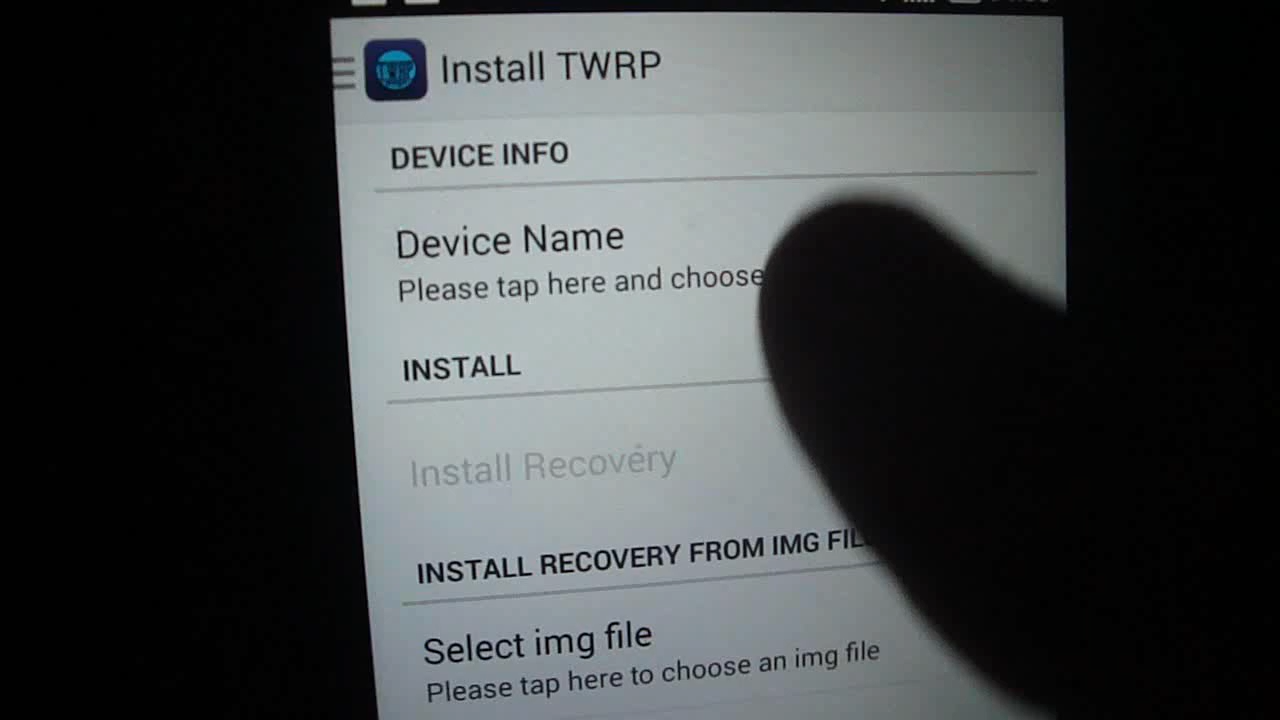 Install TWRP
DEVICE INFO
Device Name
Please tap here and choose
INSTALL
Install Recovery
INSTALL RECOVERY FROM IMG FIL
Select img file
Please tap here to choose an img file